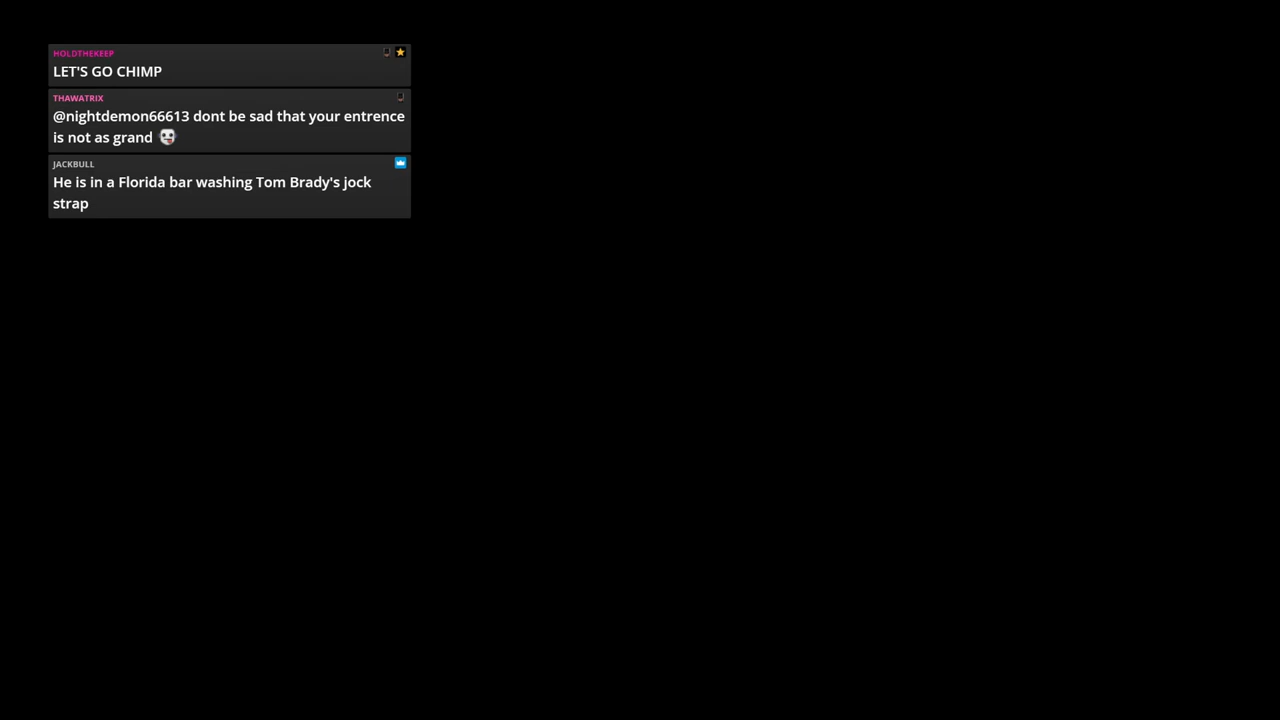 HOLDTHEKEEP
LET'S GO CHIMP
THAWATRIX
@nightdemon66613 dont be sad that your entrence
is not as grand
JACKBULL
He is in a Florida bar washing Tom Brady's jock
strap